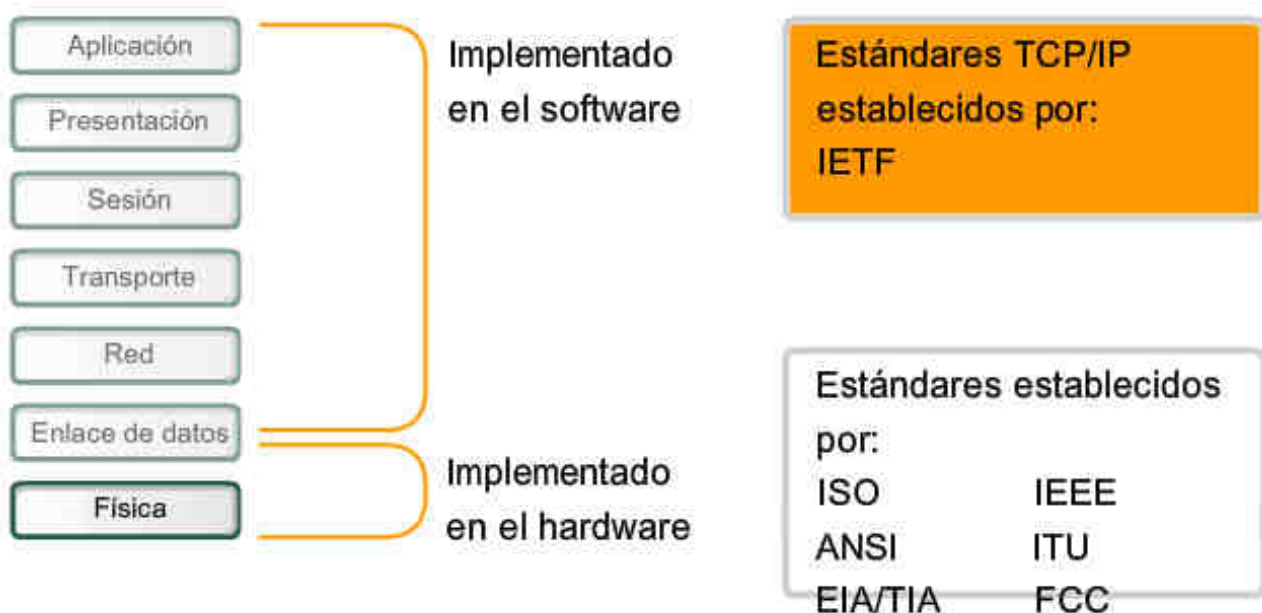 Aplicación
Presentación
Sesión
Transporte
Red
Enlace de datos
Física
Implementado
en el software
Implementado
en el hardware
Estándares TCP/IP
establecidos por:
IETF
Estándares establecidos
por:
ISO IEEE
ANSI ITU
EIA/TIA FCC